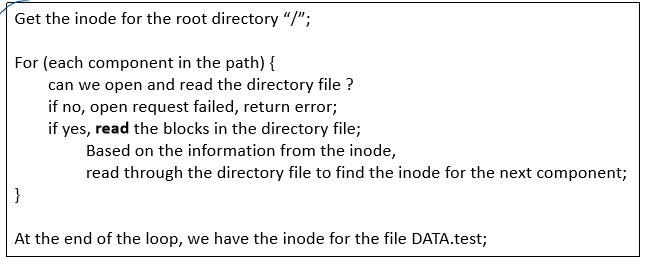 Get the inode for the root directory “/”;
For (each component in the path) {
can we open and read the directory file ?
if no, open request failed, return error;
if yes, read the blocks in the directory file;
Based on the information from the inode,
read through the directory file to find the inode for the next component;
}
At the end of the loop, we have the inode for the file DATA.test;